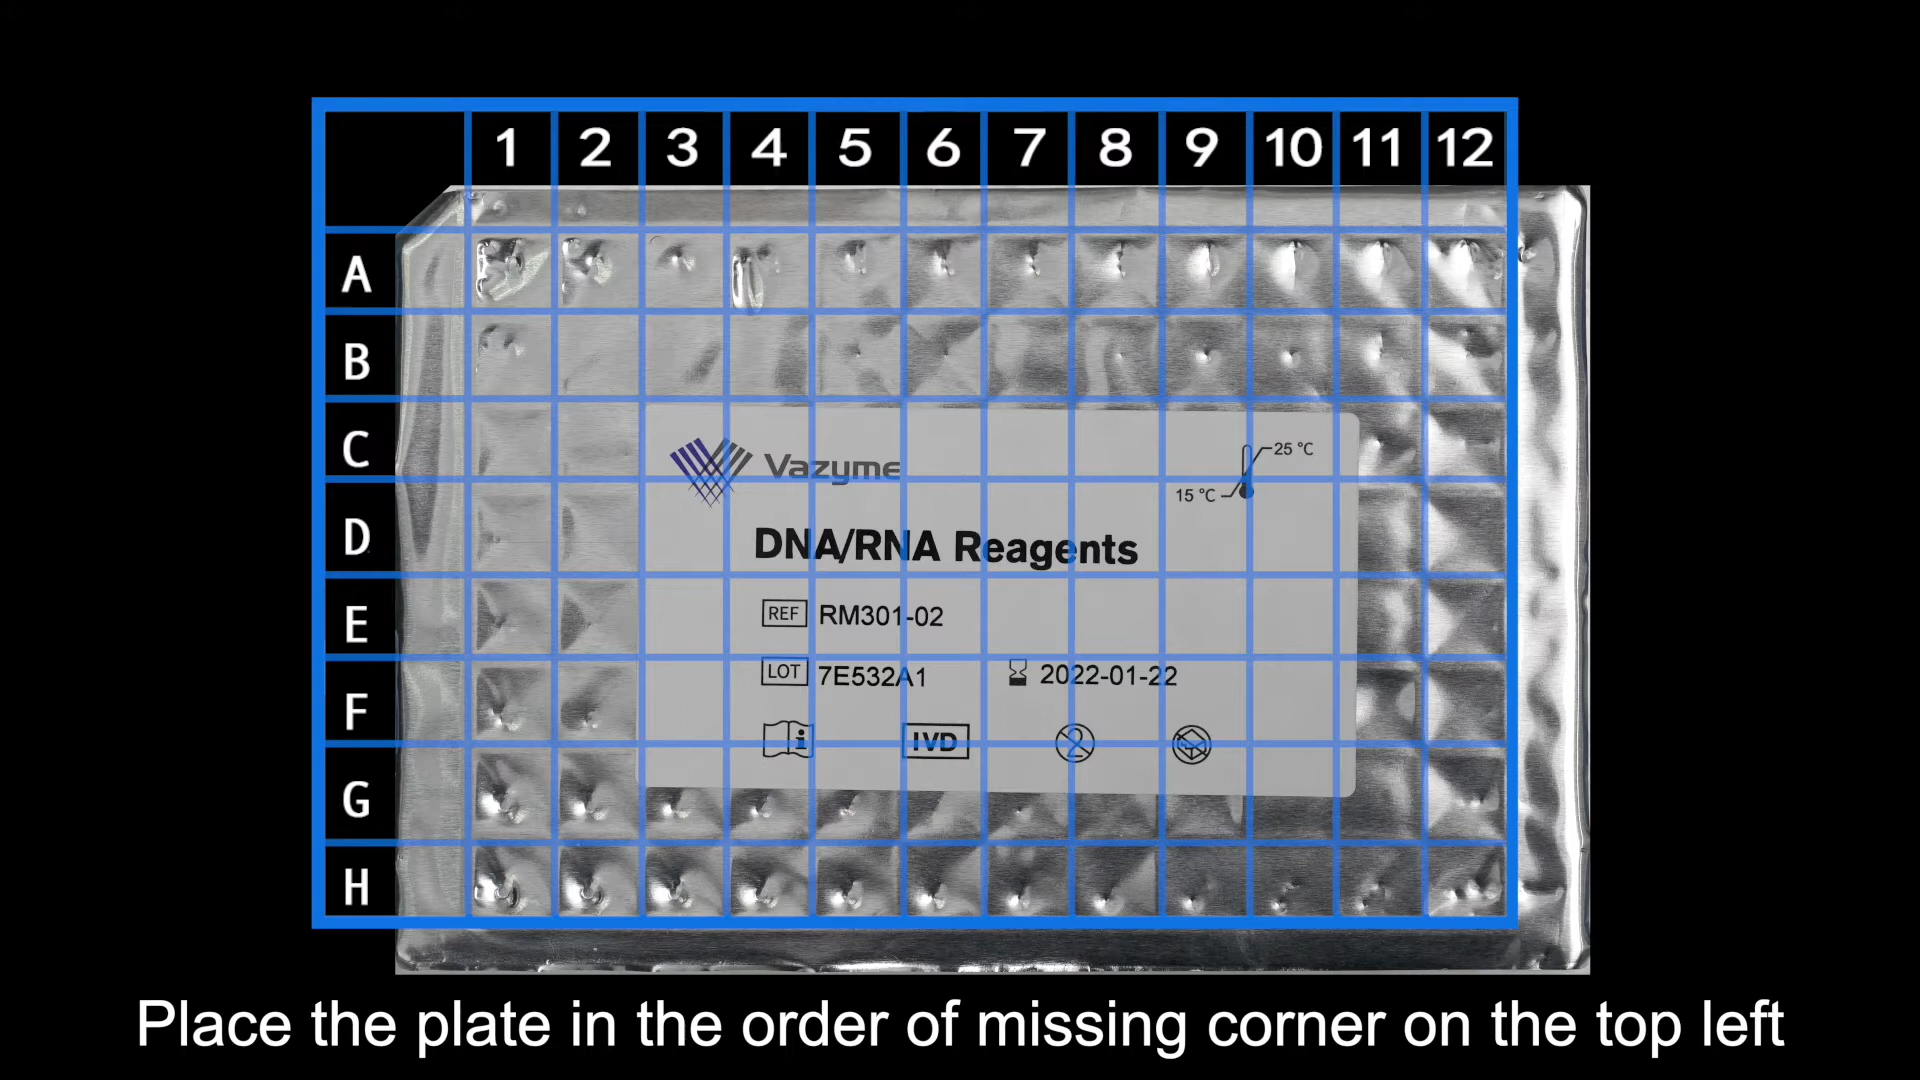 1 2 3 4 5 6 7 8 9 10 11 12
A
B
C
Vazyme
25 °C
15 °C
D
DNA/RNA Reagents
E
REF RM301-02
F
LOT 7E532A1 2022-01-22
i IVD 2
G
H
Place the plate in the order of missing corner on the top left